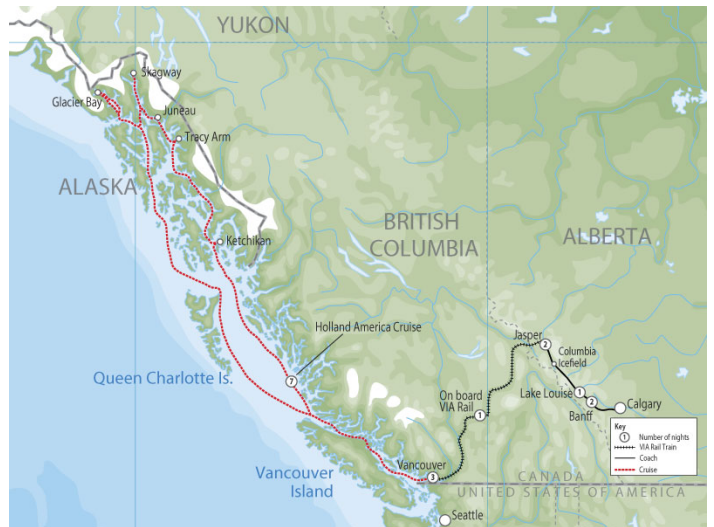 YUKON
Skagway
Glacier Bay
Juneau
Tracy Arm
ALASKA
BRITISH
COLUMBIA
ALBERTA
Ketchikan
Holland America Cruise
7
Queen Charlotte Is.
Jasper
2
Columbia
Icefield
On board
VIA Rail
1
Lake Louise
1
2
Banff
Calgary
Vancouver
3
Vancouver
Island
CANADA
UNITED STATES OF AMERICA
Seattle
Key
1 Number of nights
VIA Rail Train
Coach
Cruise